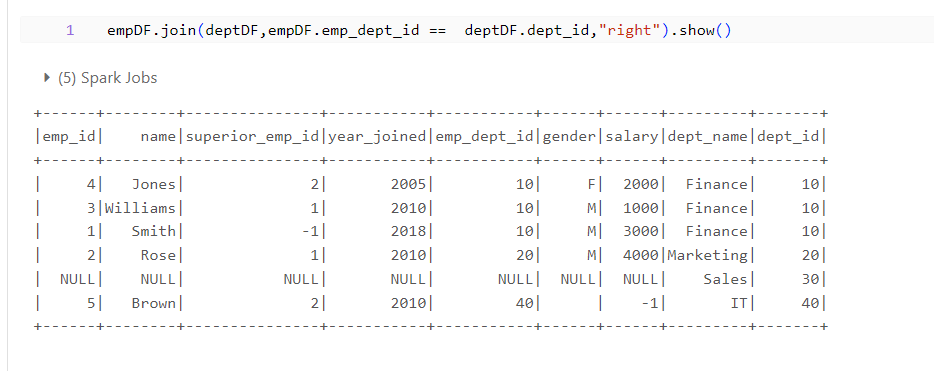 1 empDF.join(deptDF,empDF.emp_dept_id ==  deptDF.dept_id,"right").show()
(5) Spark Jobs
+------+--------+---------------+-----------+-----------+------+------+---------+-------+
|emp_id|    name|superior_emp_id|year_joined|emp_dept_id|gender|salary|dept_name|dept_id|
+------+--------+---------------+-----------+-----------+------+------+---------+-------+
|     4|   Jones|              2|       2005|         10|     F|  2000|  Finance|     10|
|     3|Williams|              1|       2010|         10|     M|  1000|  Finance|     10|
|     1|   Smith|             -1|       2018|         10|     M|  3000|  Finance|     10|
|     2|    Rose|              1|       2010|         20|     M|  4000|Marketing|     20|
|  NULL|    NULL|           NULL|       NULL|       NULL|  NULL|  NULL|    Sales|     30|
|     5|   Brown|              2|       2010|         40|      |    -1|       IT|     40|
+------+--------+---------------+-----------+-----------+------+------+---------+-------+